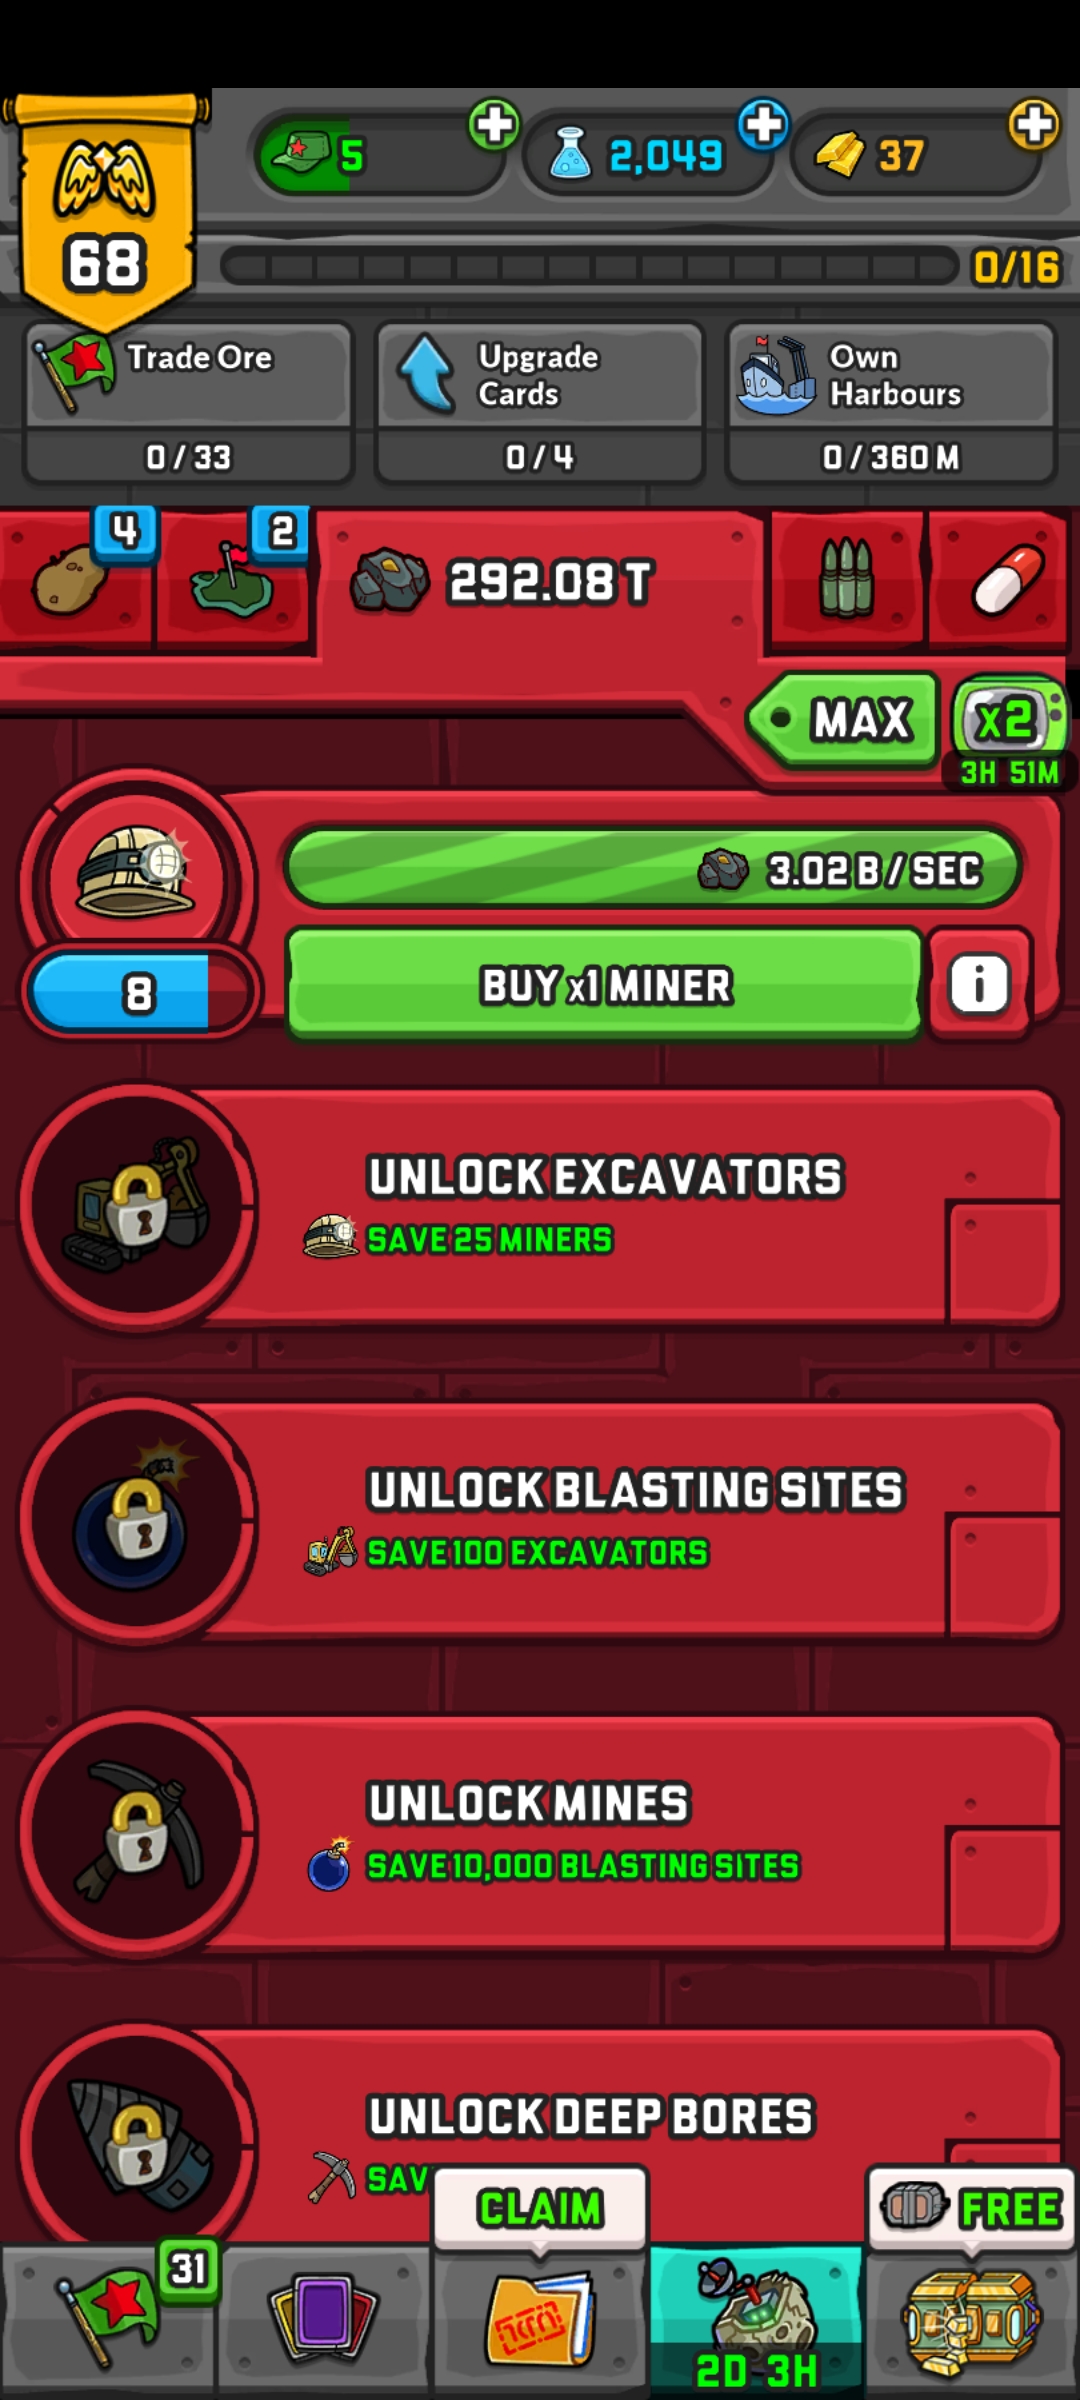 5
2,049
37
68
0/16
Trade Ore
0/33
Upgrade
Cards
0/4
Own
Harbours
0/360 M
4
2
292.08 T
MAX
x2
3H 51M
3.02 B / SEC
8
BUY x1 MINER
i
UNLOCK EXCAVATORS
SAVE 25 MINERS
UNLOCK BLASTING SITES
SAVE 100 EXCAVATORS
UNLOCK MINES
SAVE 10,000 BLASTING SITES
UNLOCK DEEP BORES
SAV
CLAIM
FREE
31
2D 3H